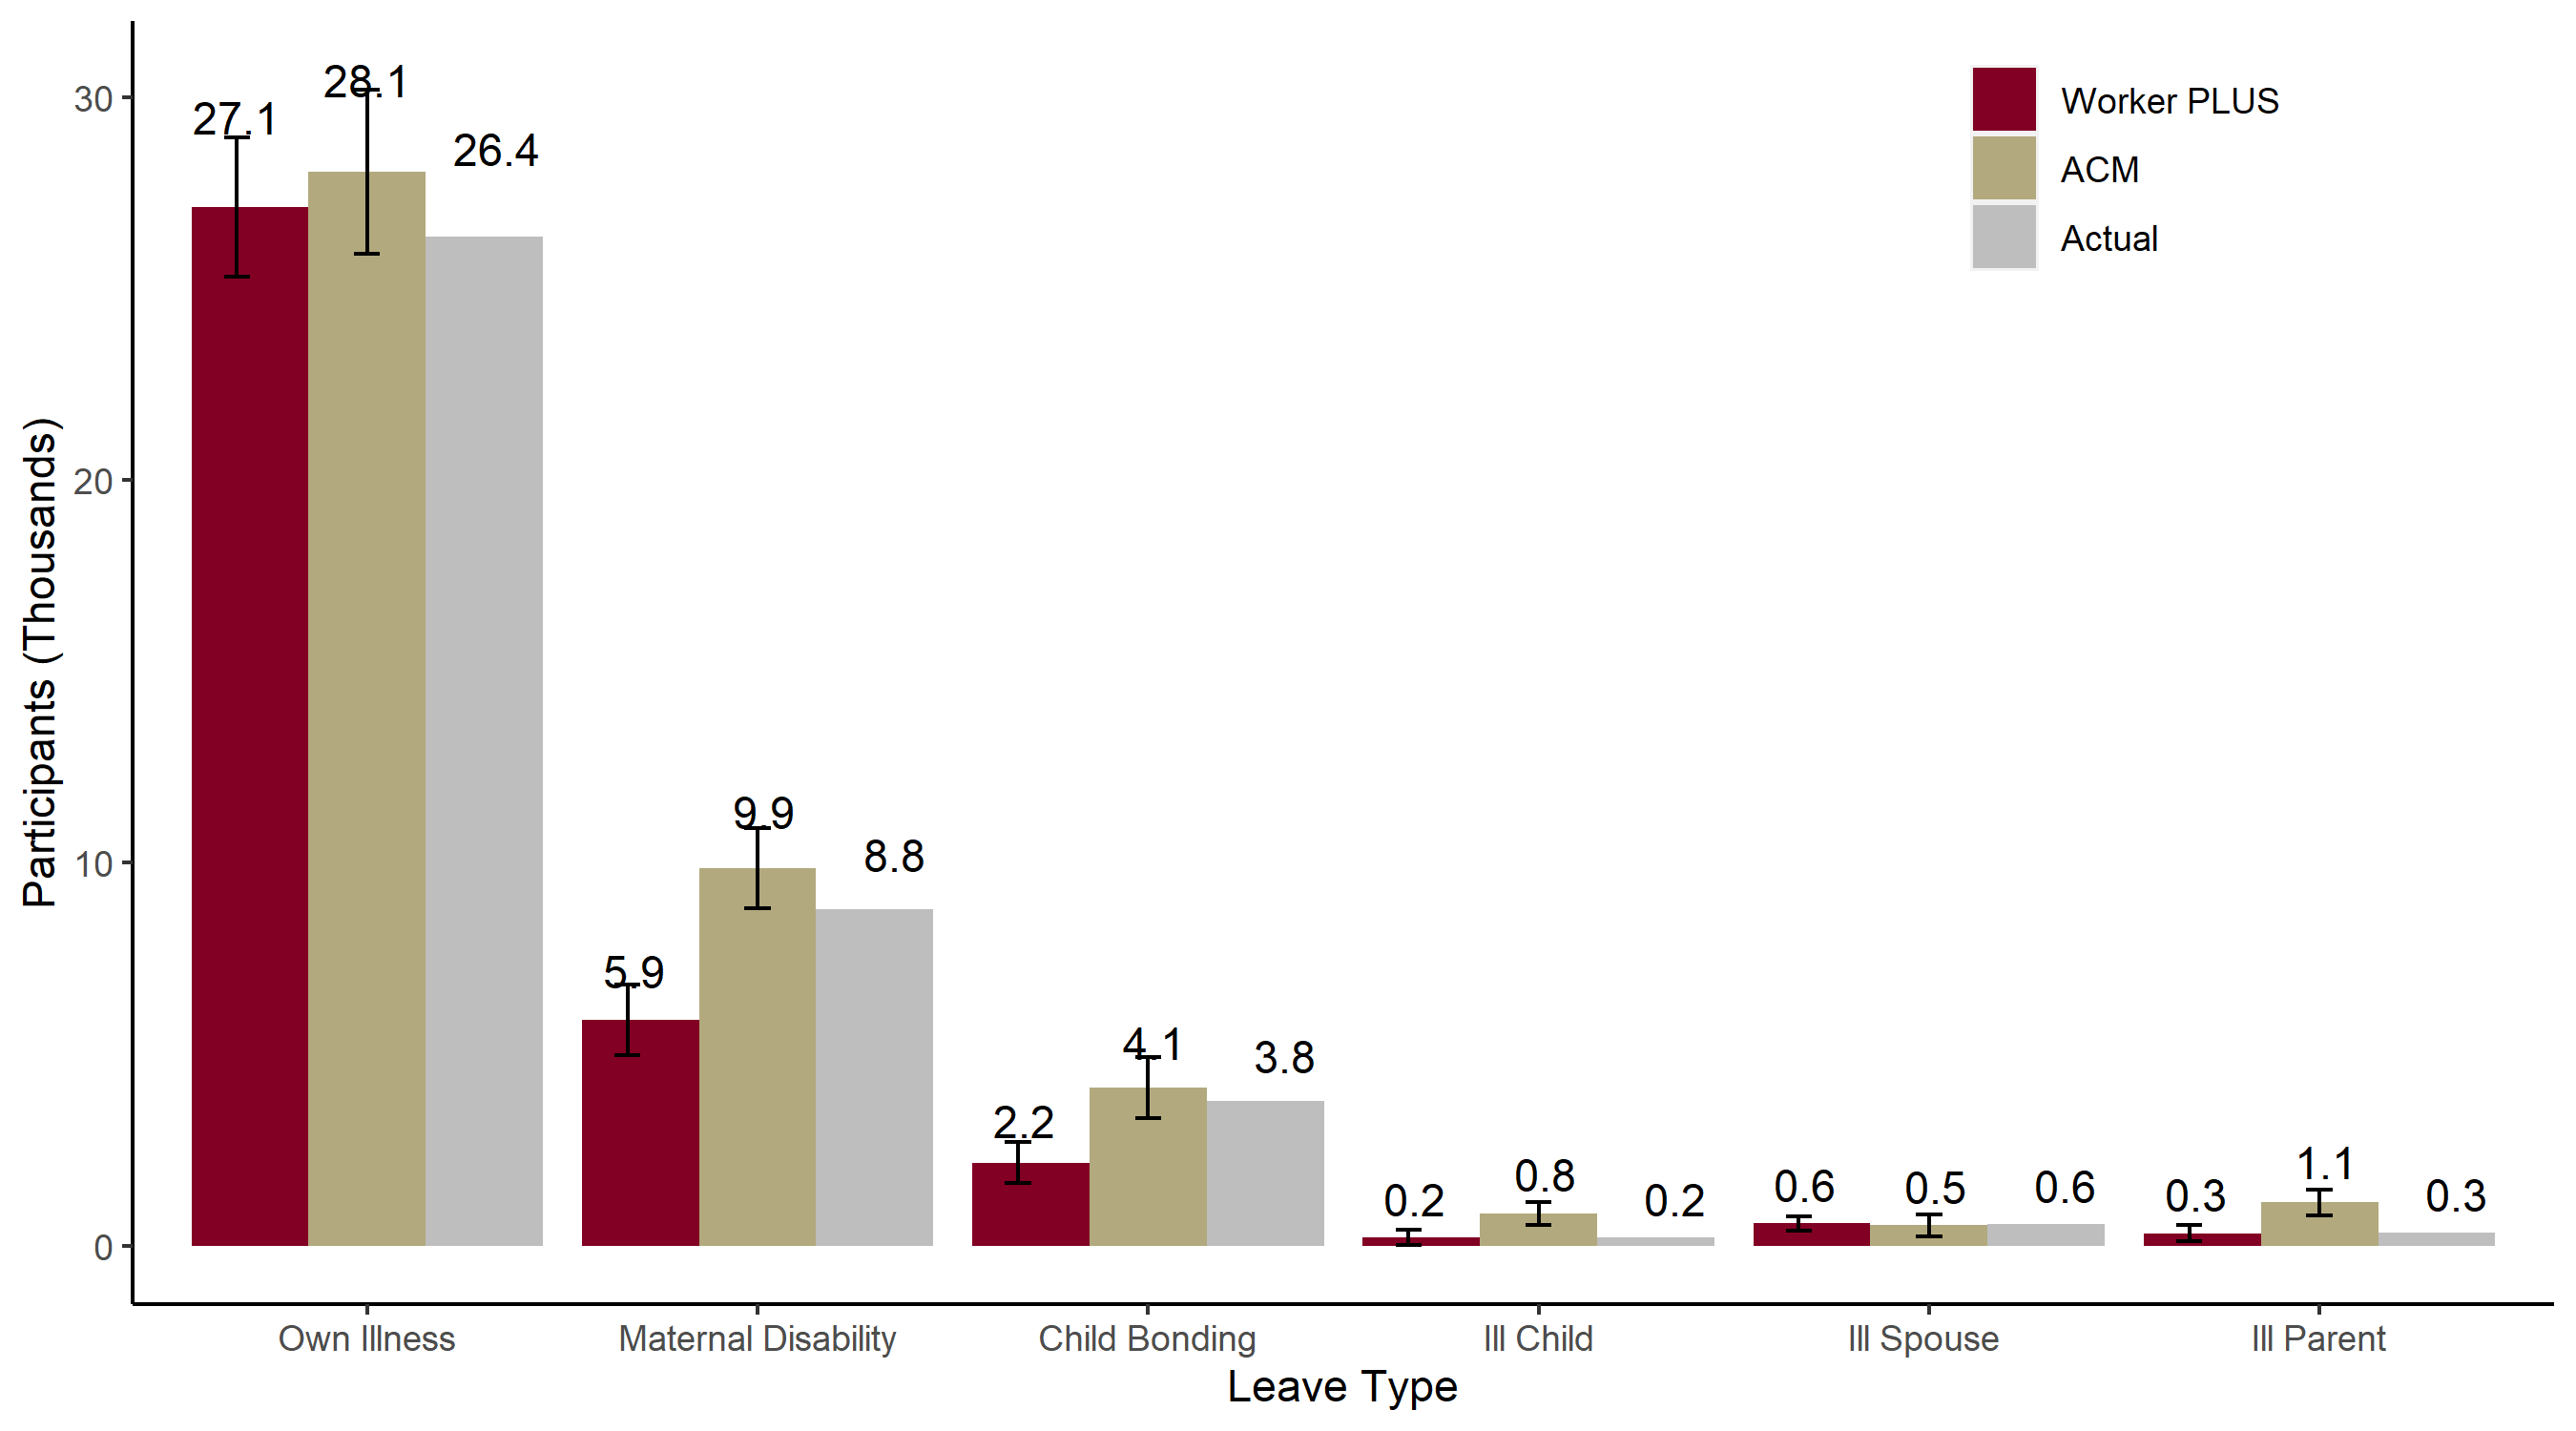 Participants (Thousands)
30
20
10
0
27.1
28.1
26.4
5.9
9.9
8.8
2.2
4.1
3.8
0.2
0.8
0.2
0.6
0.5
0.6
0.3
1.1
0.3
Worker PLUS
ACM
Actual
Own Illness
Maternal Disability
Child Bonding
Ill Child
Ill Spouse
Ill Parent
Leave Type